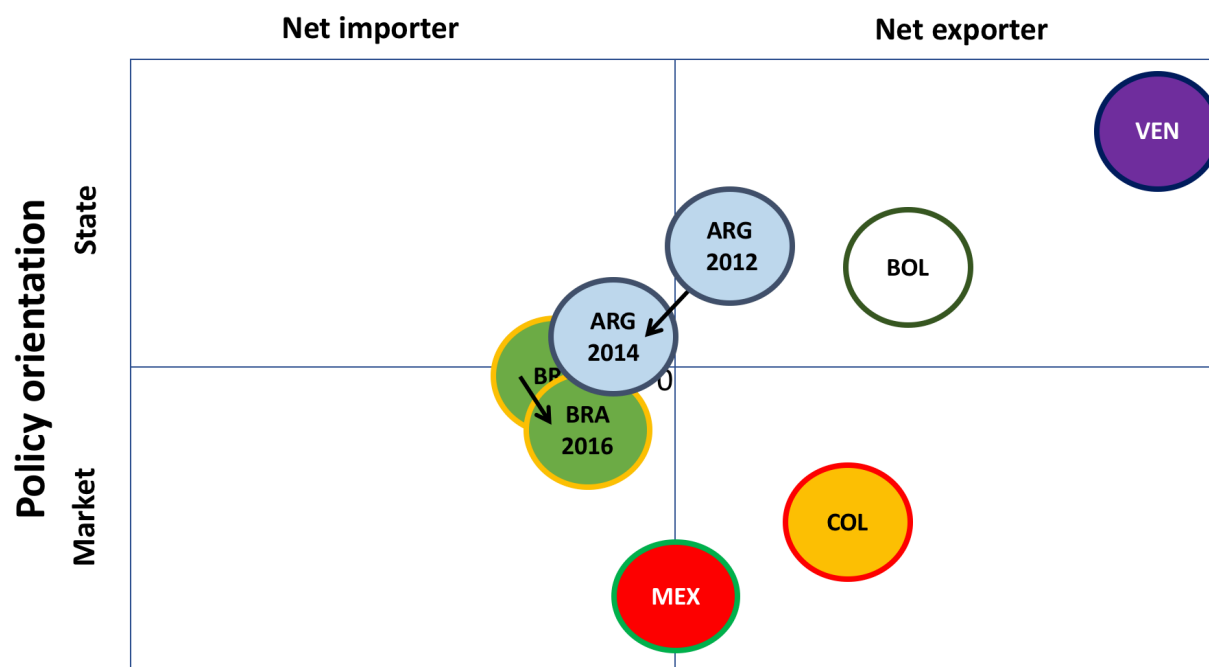 Net importer
Net exporter
VEN
State
ARG
2012
BOL
Policy orientation
ARG
2014
0
BRA
2016
Market
COL
MEX